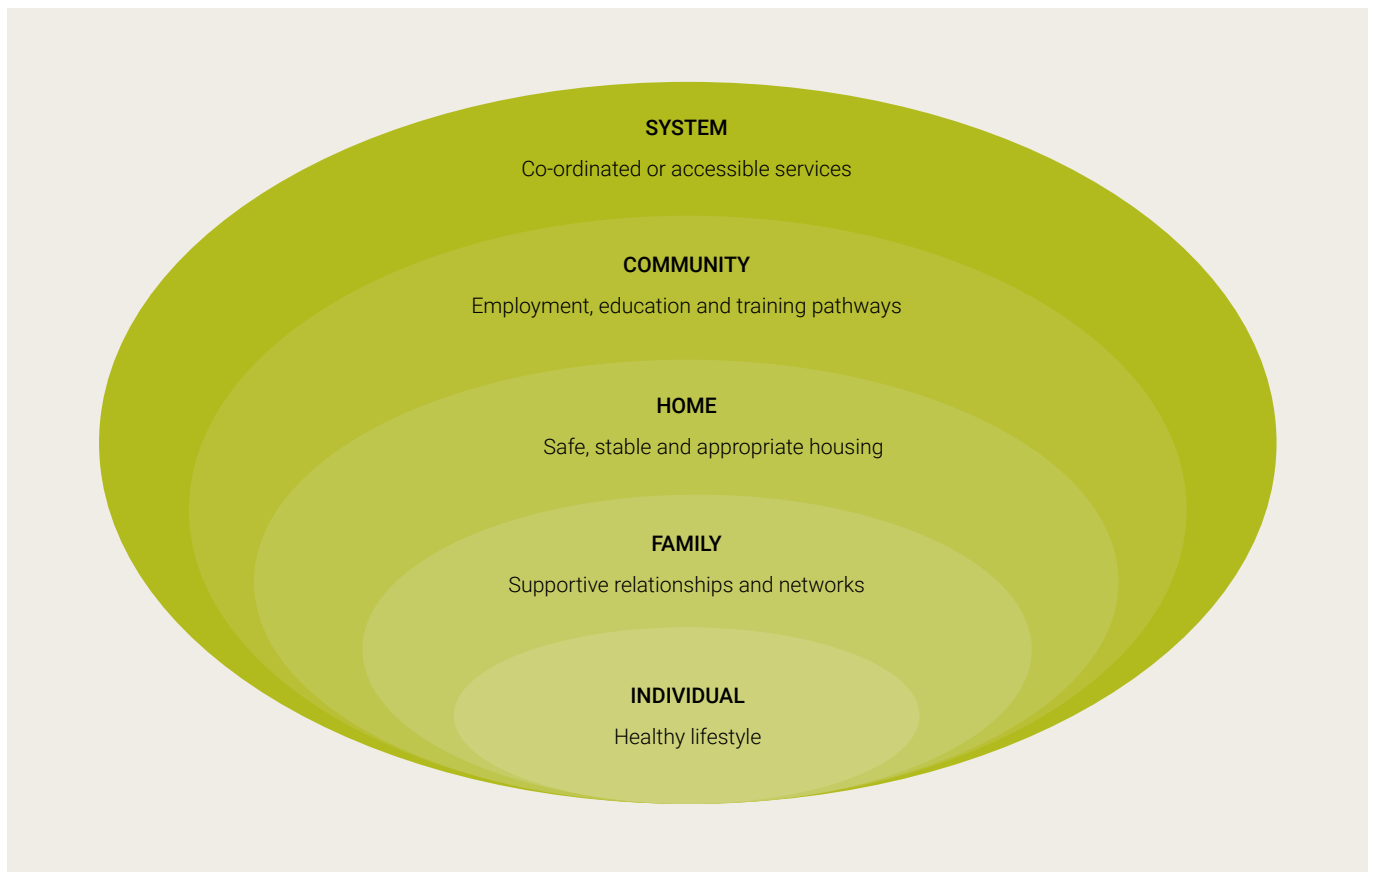 SYSTEM
Co-ordinated or accessible services
COMMUNITY
Employment, education and training pathways
HOME
Safe, stable and appropriate housing
FAMILY
Supportive relationships and networks
INDIVIDUAL
Healthy lifestyle